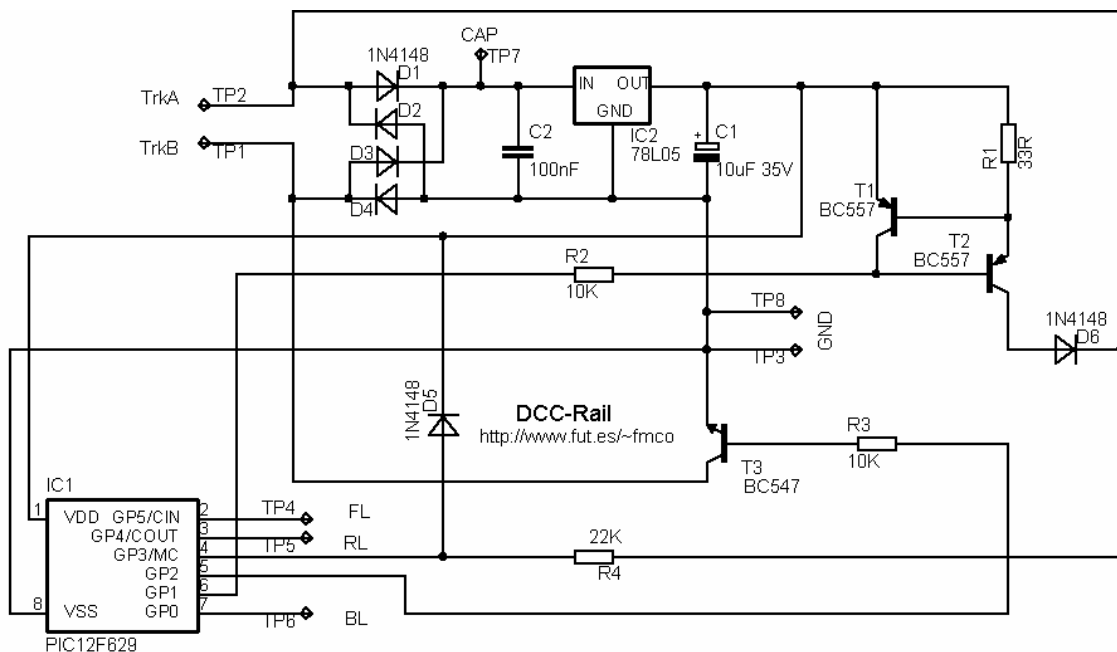 CAP
TP7
1N4148
D1
TrkA
TP2
D2
IN OUT
GND
IC2
78L05
TrkB
TP1
D3
D4
C2
100nF
+
C1
10uF 35V
R1
33R
T1
BC557
T2
BC557
R2
10K
TP8
GND
TP3
1N4148
D6
1N4148
D5
DCC-Rail
http://www.fut.es/~fmco
R3
10K
T3
BC547
IC1
1 VDD GP5/CIN 2 TP4 FL
GP4/COUT 3 TP5 RL
GP3/MC 4
GP2 5
GP1 6
8 VSS GP0 7 TP6 BL
PIC12F629
22K
R4